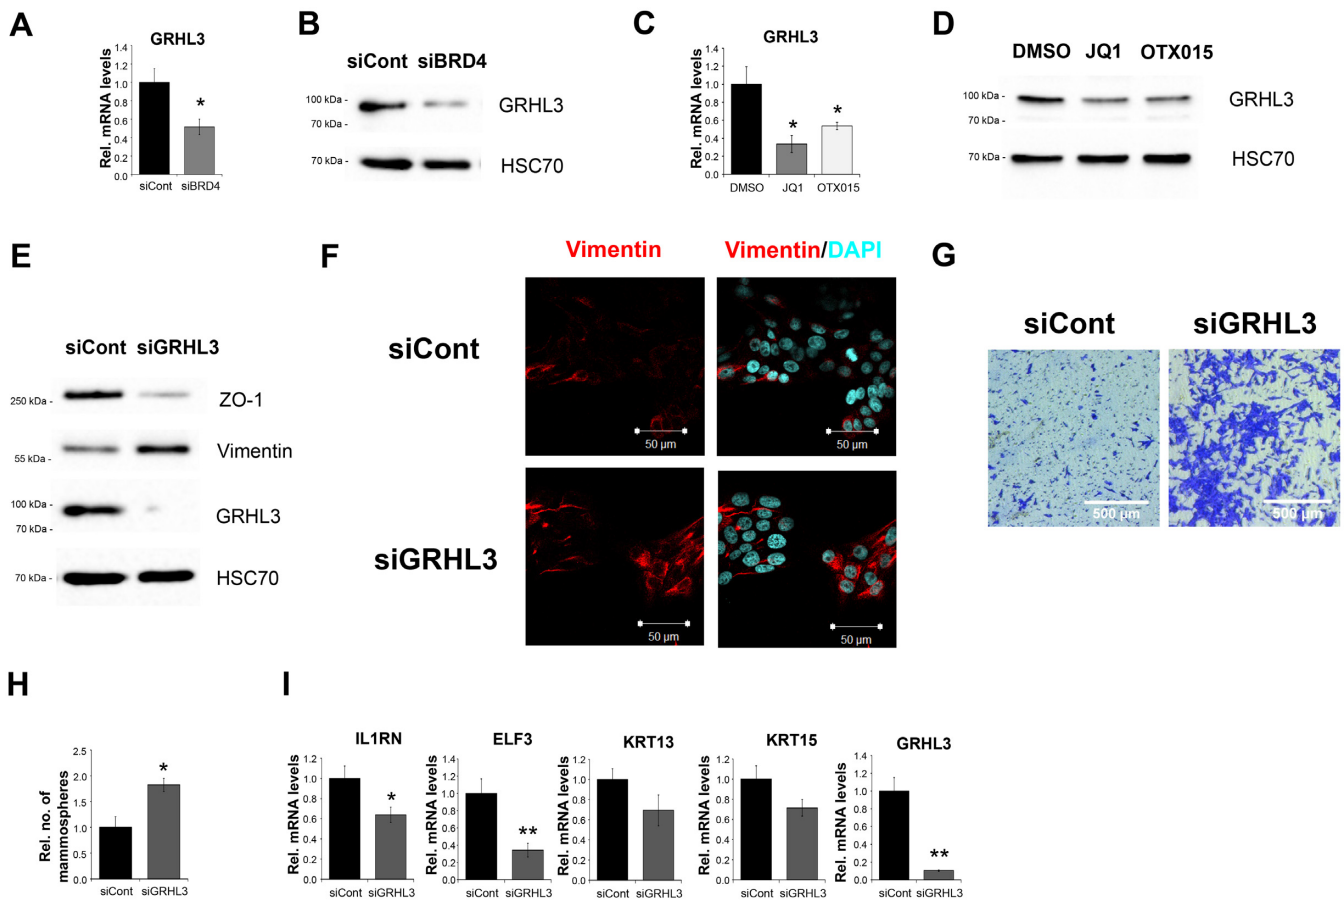 A
GRHL3
Rel. mRNA levels
1.4
1.2
1.0
0.8
0.6
0.4
0.2
0.0
*
siCont siBRD4
B
siCont siBRD4
100 kDa -
GRHL3
70 kDa -
70 kDa -
HSC70
C
GRHL3
Rel. mRNA levels
1.4
1.2
1.0
0.8
0.6
0.4
0.2
0.0
* *
DMSO JQ1 OTX015
D
DMSO JQ1 OTX015
100 kDa -
GRHL3
70 kDa -
70 kDa -
HSC70
E
siCont siGRHL3
250 kDa -
ZO-1
Vimentin
55 kDa -
100 kDa -
GRHL3
70 kDa -
70 kDa -
HSC70
F
Vimentin Vimentin/DAPI
siCont
50 µm 50 µm
siGRHL3
50 µm 50 µm
G
siCont siGRHL3
500 µm 500 µm
H
Rel. no. of
mammospheres
2.5
2.0
1.5
1.0
0.5
0.0
*
siCont siGRHL3
I
IL1RN
Rel. mRNA levels
1.2
1.0
0.8
0.6
0.4
0.2
0.0
*
siCont siGRHL3
ELF3
Rel. mRNA levels
1.4
1.2
1.0
0.8
0.6
0.4
0.2
0.0
**
siCont siGRHL3
KRT13
Rel. mRNA levels
1.2
1.0
0.8
0.6
0.4
0.2
0.0
siCont siGRHL3
KRT15
Rel. mRNA levels
1.2
1.0
0.8
0.6
0.4
0.2
0.0
siCont siGRHL3
GRHL3
Rel. mRNA levels
1.4
1.2
1.0
0.8
0.6
0.4
0.2
0.0
**
siCont siGRHL3